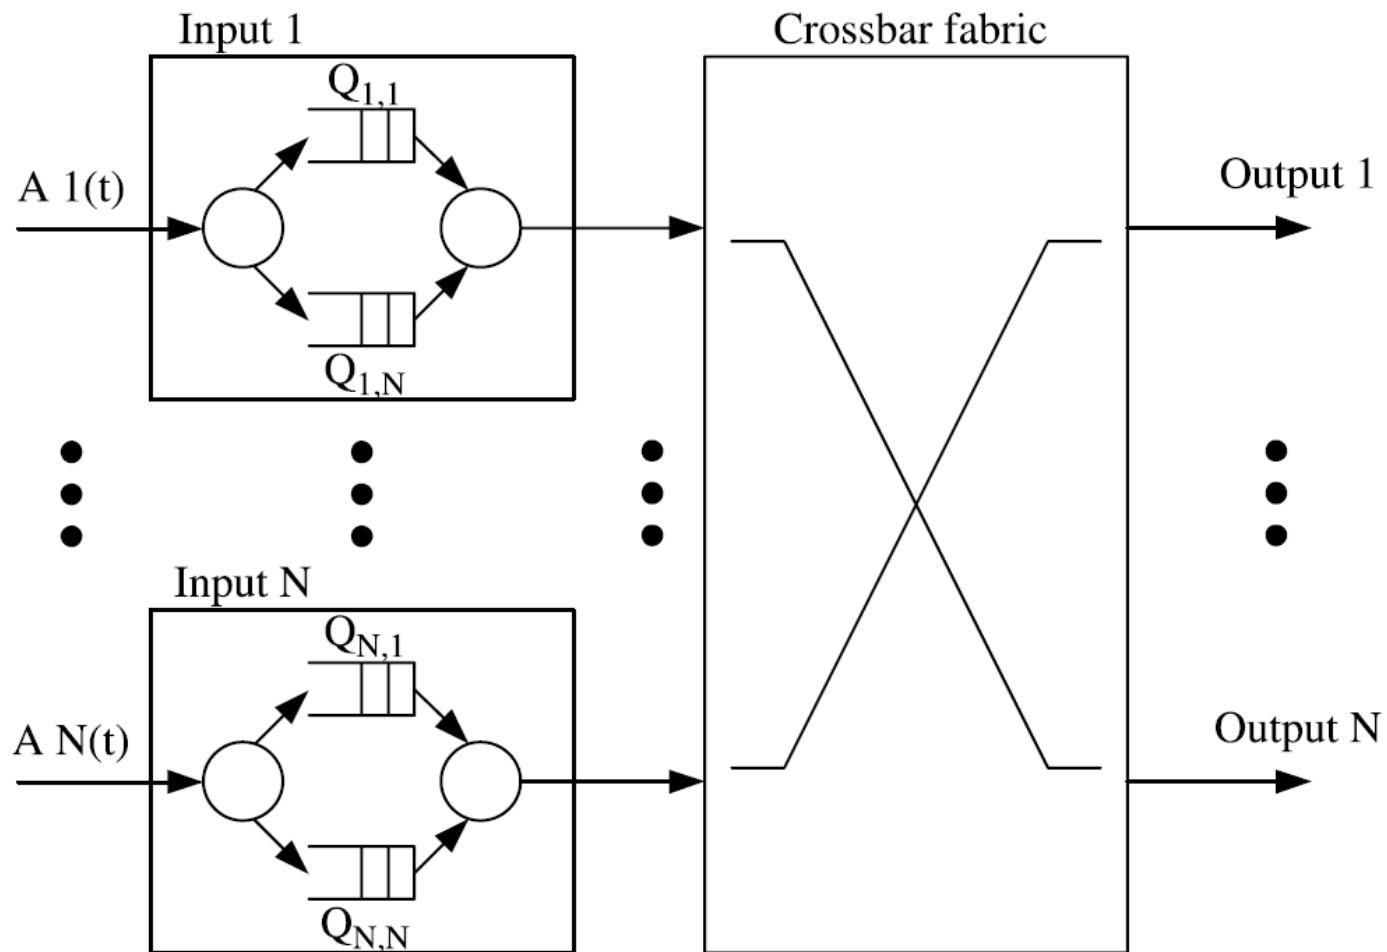 Input 1
Crossbar fabric
Q1,1
A 1(t)
Output 1
Q1,N
Input N
QN,1
A N(t)
Output N
QN,N